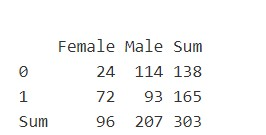 Female Male Sum
0 24 114 138
1 72 93 165
Sum 96 207 303